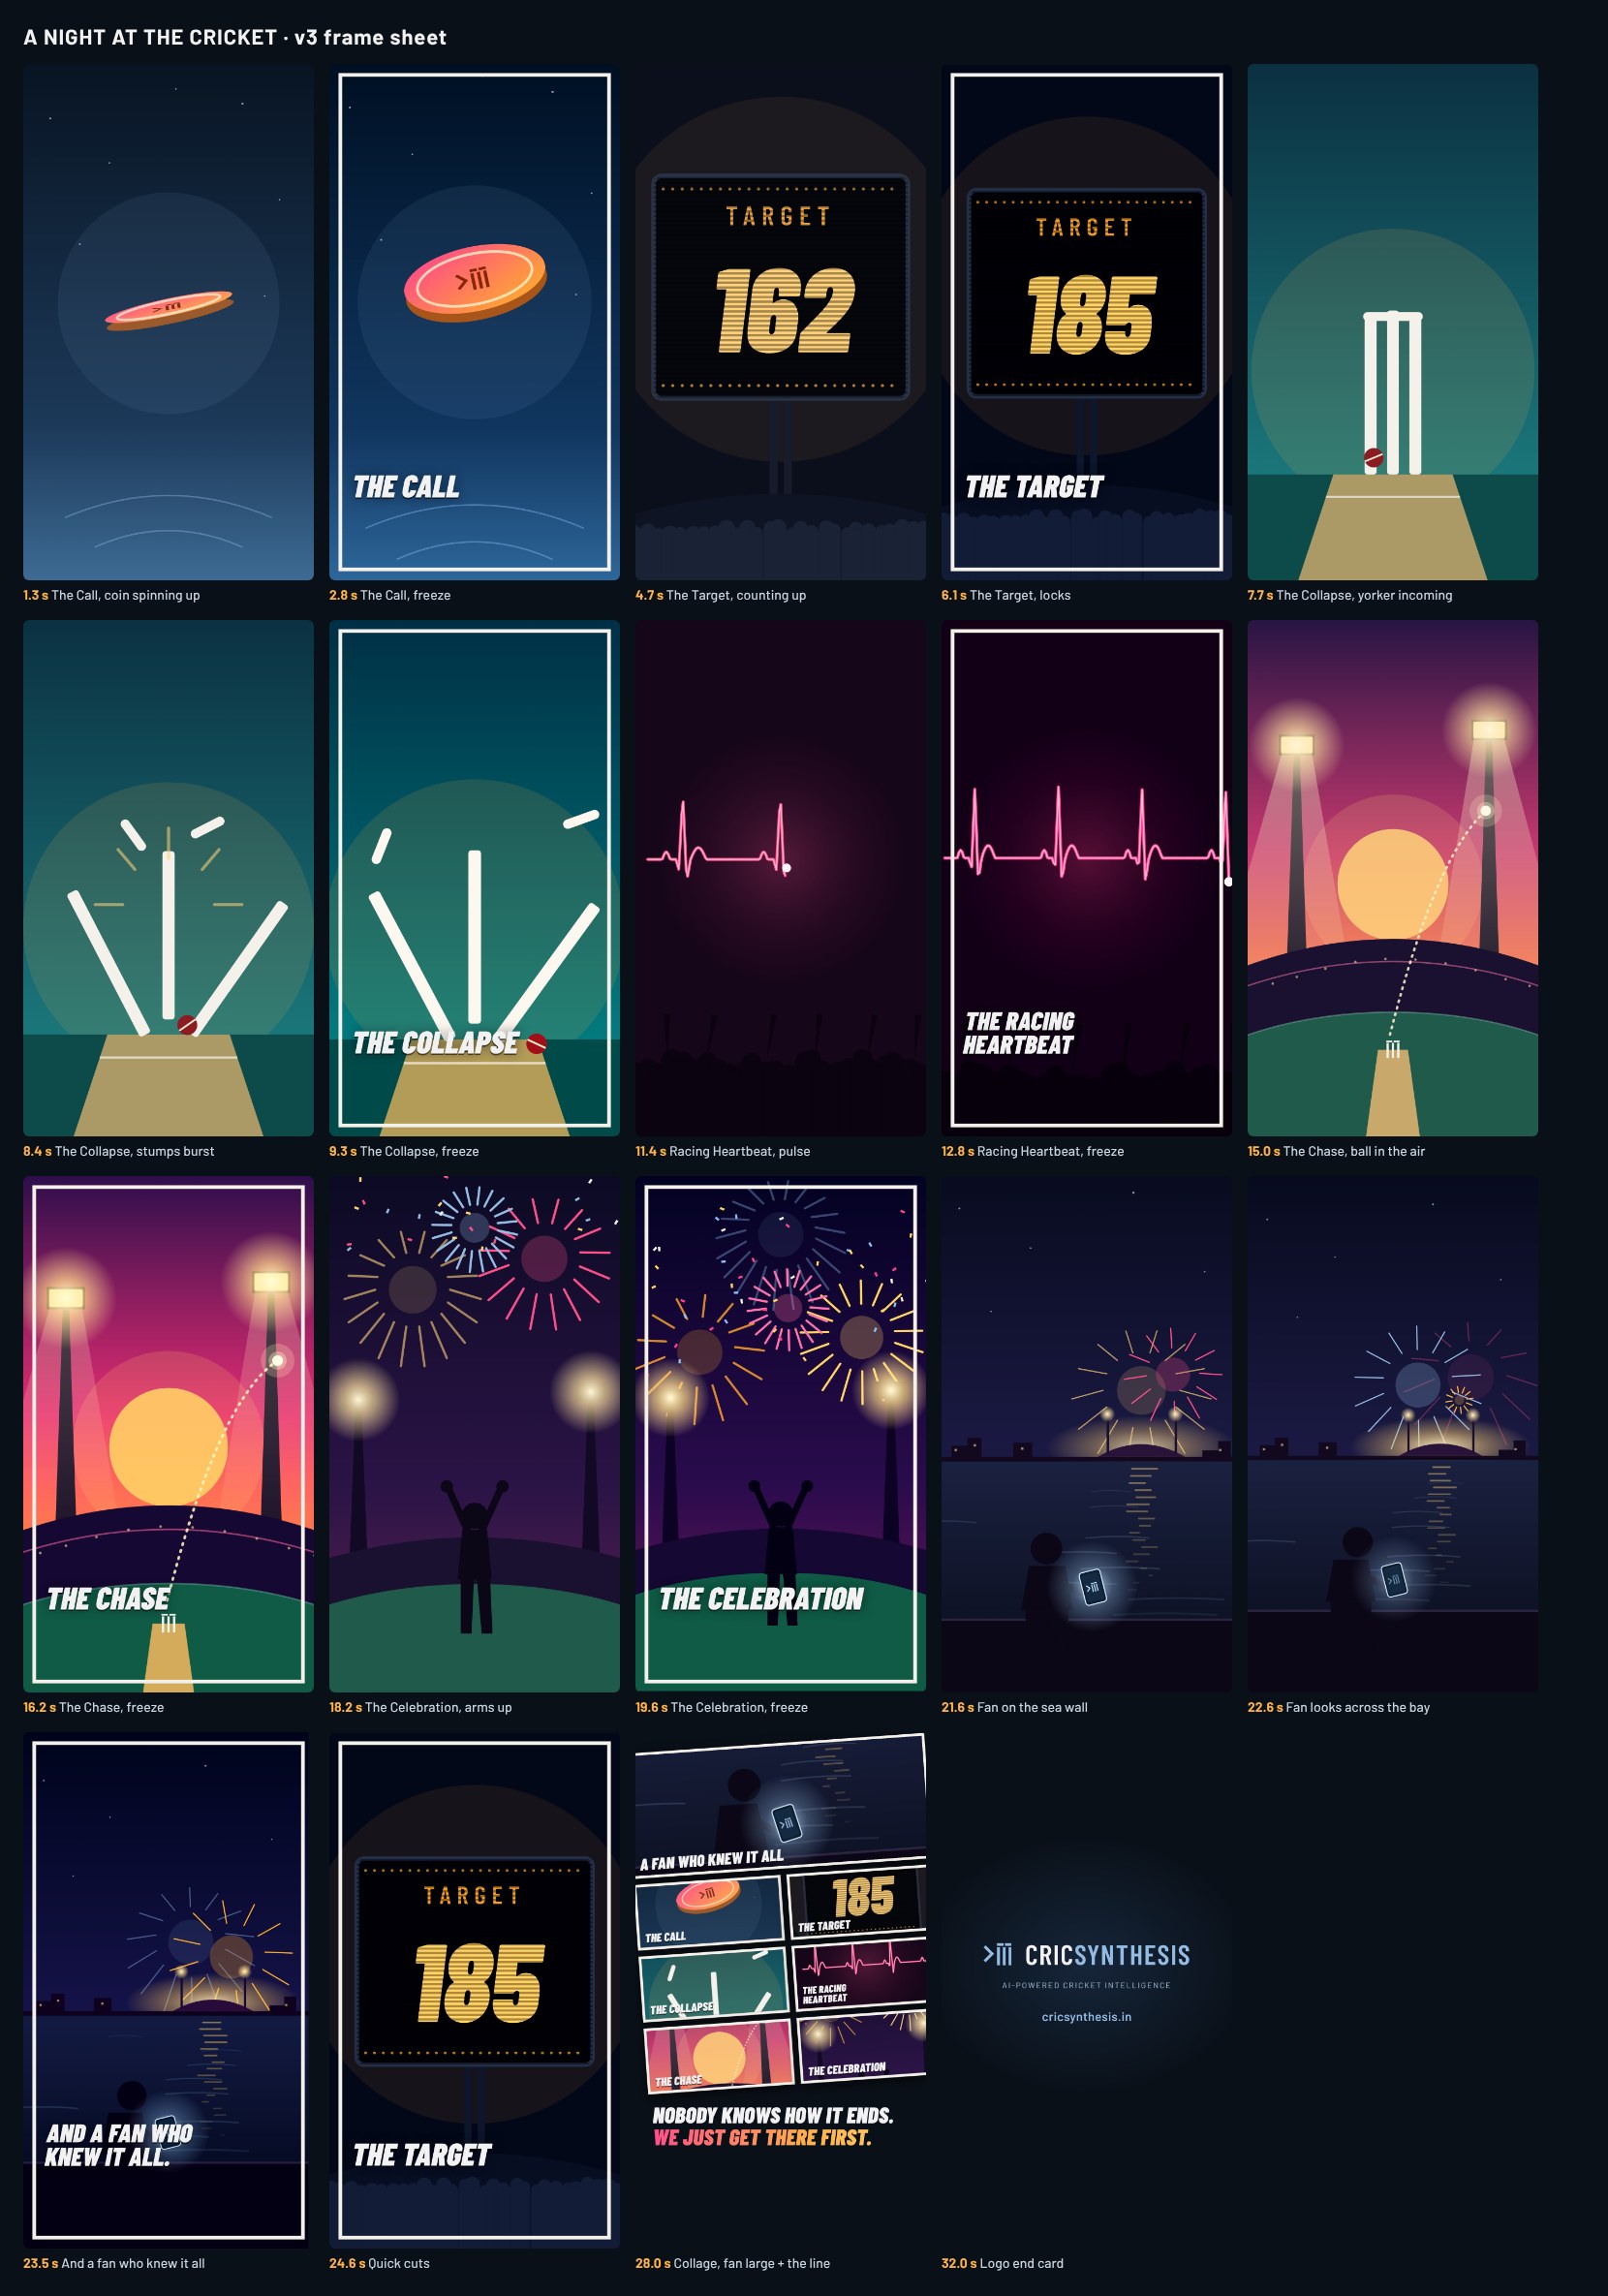 A NIGHT AT THE CRICKET · v3 frame sheet
1.3 s The Call, coin spinning up
THE CALL
2.8 s The Call, freeze
TARGET
162
4.7 s The Target, counting up
TARGET
185
THE TARGET
6.1 s The Target, locks
7.7 s The Collapse, yorker incoming
8.4 s The Collapse, stumps burst
THE COLLAPSE
9.3 s The Collapse, freeze
11.4 s Racing Heartbeat, pulse
THE RACING
HEARTBEAT
12.8 s Racing Heartbeat, freeze
15.0 s The Chase, ball in the air
THE CHASE
16.2 s The Chase, freeze
18.2 s The Celebration, arms up
THE CELEBRATION
19.6 s The Celebration, freeze
21.6 s Fan on the sea wall
22.6 s Fan looks across the bay
AND A FAN WHO
KNEW IT ALL.
23.5 s And a fan who knew it all
TARGET
185
THE TARGET
24.6 s Quick cuts
A FAN WHO KNEW IT ALL
THE CALL
185
THE TARGET
THE COLLAPSE
THE RACING
HEARTBEAT
THE CHASE
THE CELEBRATION
NOBODY KNOWS HOW IT ENDS.
WE JUST GET THERE FIRST.
28.0 s Collage, fan large + the line
CRICSYNTHESIS
AI-POWERED CRICKET INTELLIGENCE
cricsynthesis.in
32.0 s Logo end card